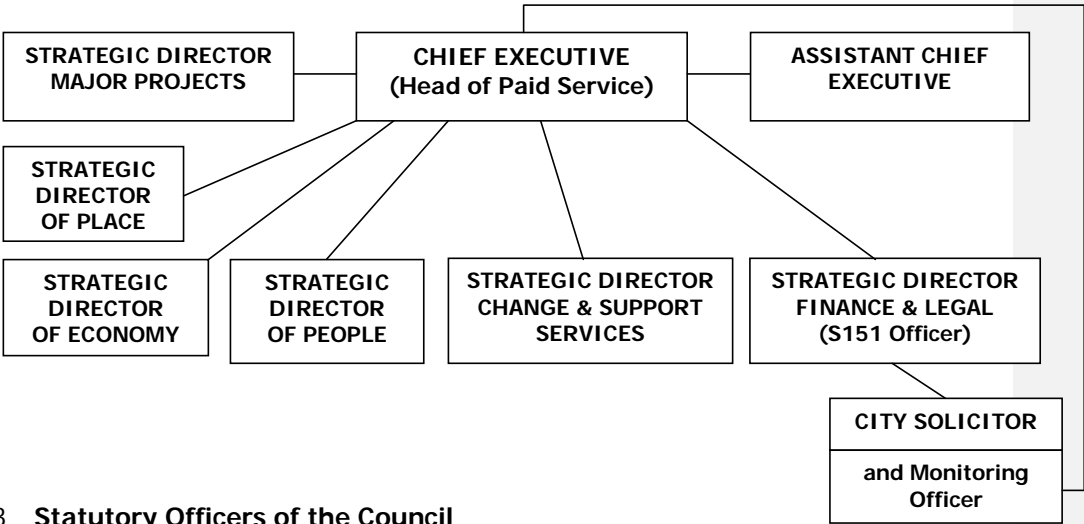 STRATEGIC DIRECTOR
MAJOR PROJECTS
CHIEF EXECUTIVE
(Head of Paid Service)
ASSISTANT CHIEF
EXECUTIVE
STRATEGIC
DIRECTOR
OF PLACE
STRATEGIC
DIRECTOR
OF ECONOMY
STRATEGIC
DIRECTOR
OF PEOPLE
STRATEGIC DIRECTOR
CHANGE & SUPPORT
SERVICES
STRATEGIC DIRECTOR
FINANCE & LEGAL
(S151 Officer)
CITY SOLICITOR
and Monitoring
Officer
Statutory Officers of the Council